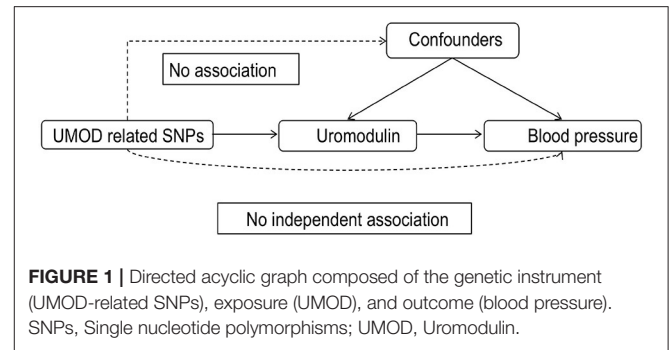 Confounders
No association
UMOD related SNPs
Uromodulin
Blood pressure
No independent association
FIGURE 1 | Directed acyclic graph composed of the genetic instrument
(UMOD-related SNPs), exposure (UMOD), and outcome (blood pressure).
SNPs, Single nucleotide polymorphisms; UMOD, Uromodulin.